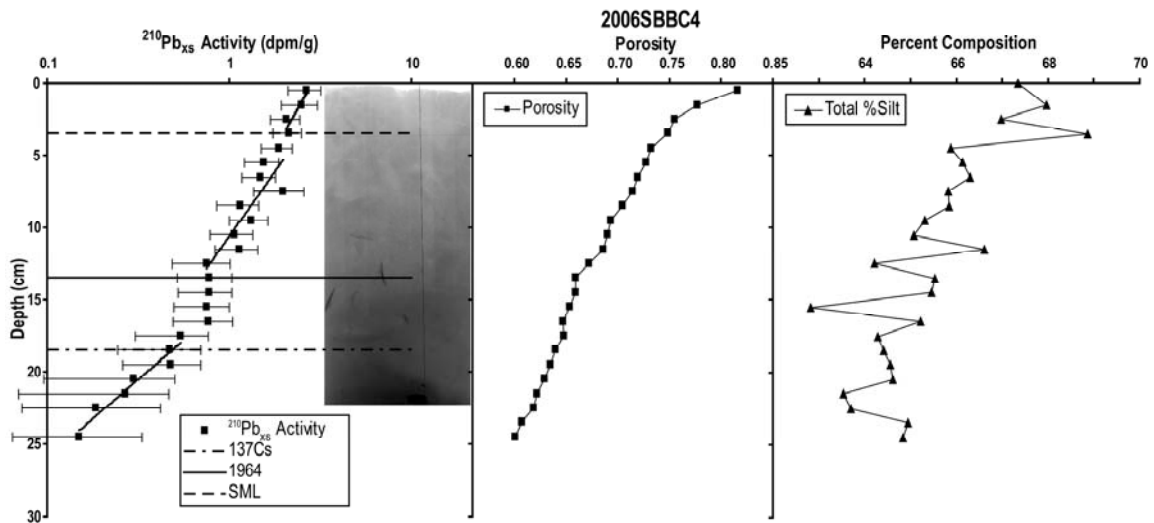 2006SBBC4
210Pbxs Activity (dpm/g)
0.1 1 10
Porosity
0.60 0.65 0.70 0.75 0.80 0.85
Percent Composition
64 66 68 70
Depth (cm)
0
5
10
15
20
25
30
210Pbxs Activity
137Cs
1964
SML
Porosity
Total %Silt